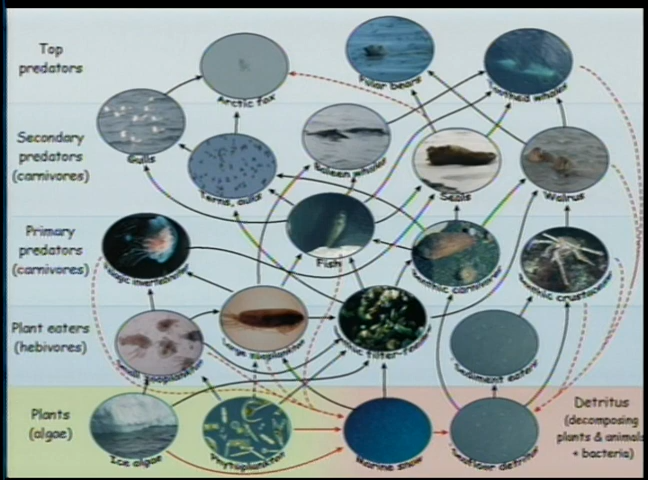 Top
predators
Arctic fox
Polar bears
Toothed whales
Secondary
predators
(carnivores)
Gulls
Terns, auks
Baleen whales
Seals
Walrus
Primary
predators
(carnivores)
Pelagic invertebrates
Fish
Benthic carnivores
Benthic crustaceans
Plant eaters
(hebivores)
Small zooplankton
Large zooplankton
Benthic filter-feeders
Sediment eaters
Plants
(algae)
Ice algae
Phytoplankton
Marine snow
Seafloor detritus
Detritus
(decomposing
plants & animals
+ bacteria)